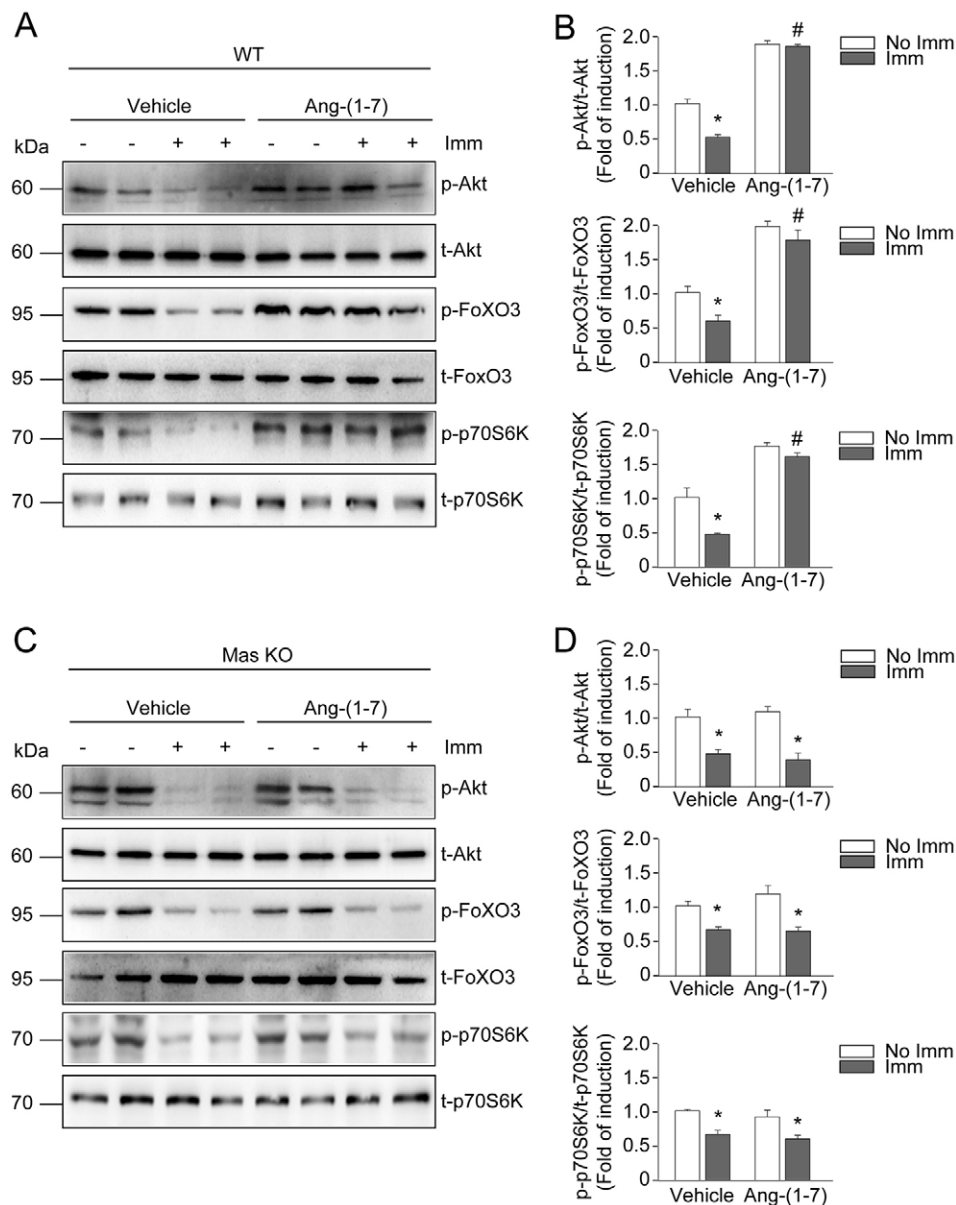 A
WT
Vehicle Ang-(1-7)
kDa - - + + - - + + Imm
60 p-Akt
60 t-Akt
95 p-FoXO3
95 t-FoxO3
70 p-p70S6K
70 t-p70S6K
B
p-Akt/t-Akt
(Fold of induction)
2.0
1.5
1.0
0.5
0
*
#
Vehicle Ang-(1-7)
No Imm
Imm
p-FoxO3/t-FoXO3
(Fold of induction)
2.0
1.5
1.0
0.5
0
*
#
Vehicle Ang-(1-7)
No Imm
Imm
p-p70S6K/t-p70S6K
(Fold of induction)
2.0
1.5
1.0
0.5
0
*
#
Vehicle Ang-(1-7)
No Imm
Imm
C
Mas KO
Vehicle Ang-(1-7)
kDa - - + + - - + + Imm
60 p-Akt
60 t-Akt
95 p-FoXO3
95 t-FoXO3
70 p-p70S6K
70 t-p70S6K
D
p-Akt/t-Akt
(Fold of induction)
2.0
1.5
1.0
0.5
0
*
*
Vehicle Ang-(1-7)
No Imm
Imm
p-FoxO3/t-FOXO3
(Fold of induction)
2.0
1.5
1.0
0.5
0
*
*
Vehicle Ang-(1-7)
No Imm
Imm
p-p70S6K/t-p70S6K
(Fold of induction)
2.0
1.5
1.0
0.5
0
*
*
Vehicle Ang-(1-7)
No Imm
Imm